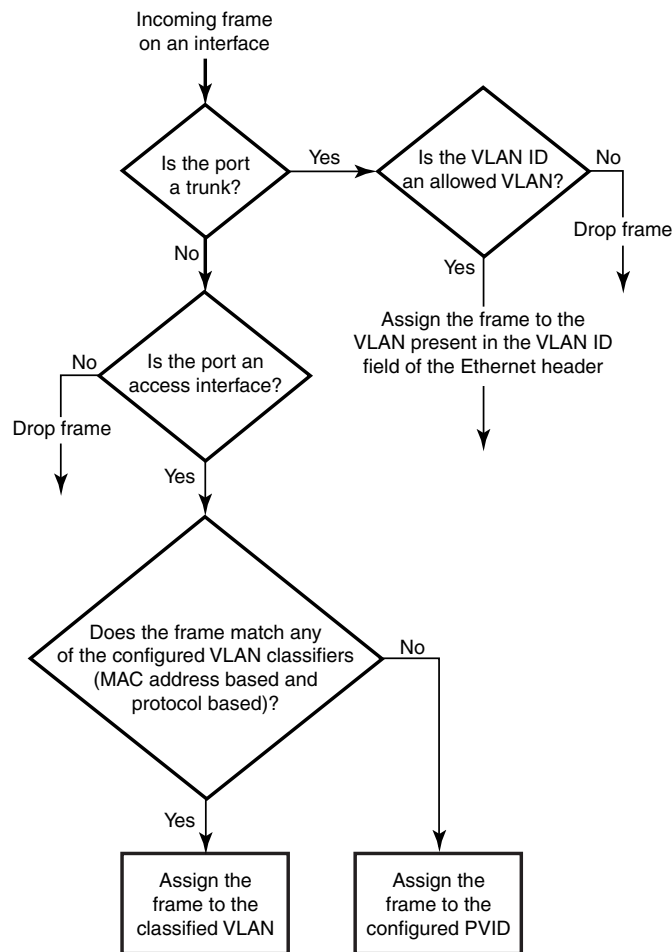 Incoming frame
on an interface
Is the port
a trunk?
Yes
Is the VLAN ID
an allowed VLAN?
No
Drop frame
Yes
Assign the frame to the
VLAN present in the VLAN ID
field of the Ethernet header
No
Is the port an
access interface?
No
Drop frame
Yes
Does the frame match any
of the configured VLAN classifiers
(MAC address based and
protocol based)?
No
Yes
Assign the
frame to the
classified VLAN
Assign the
frame to the
configured PVID